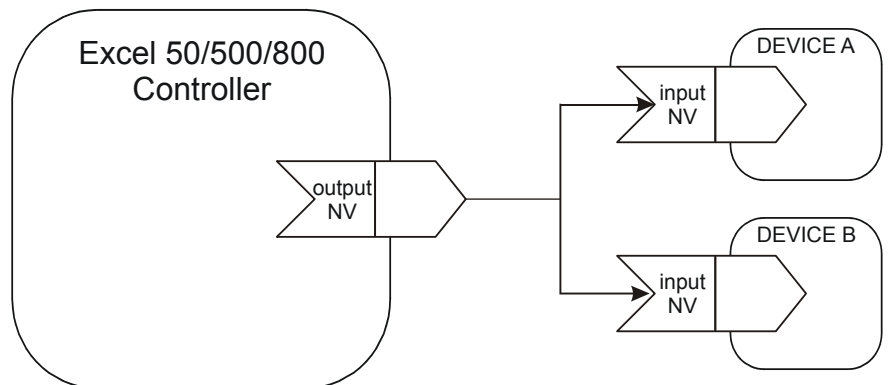 Excel 50/500/800
Controller
output
NV
DEVICE A
input
NV
DEVICE B
input
NV